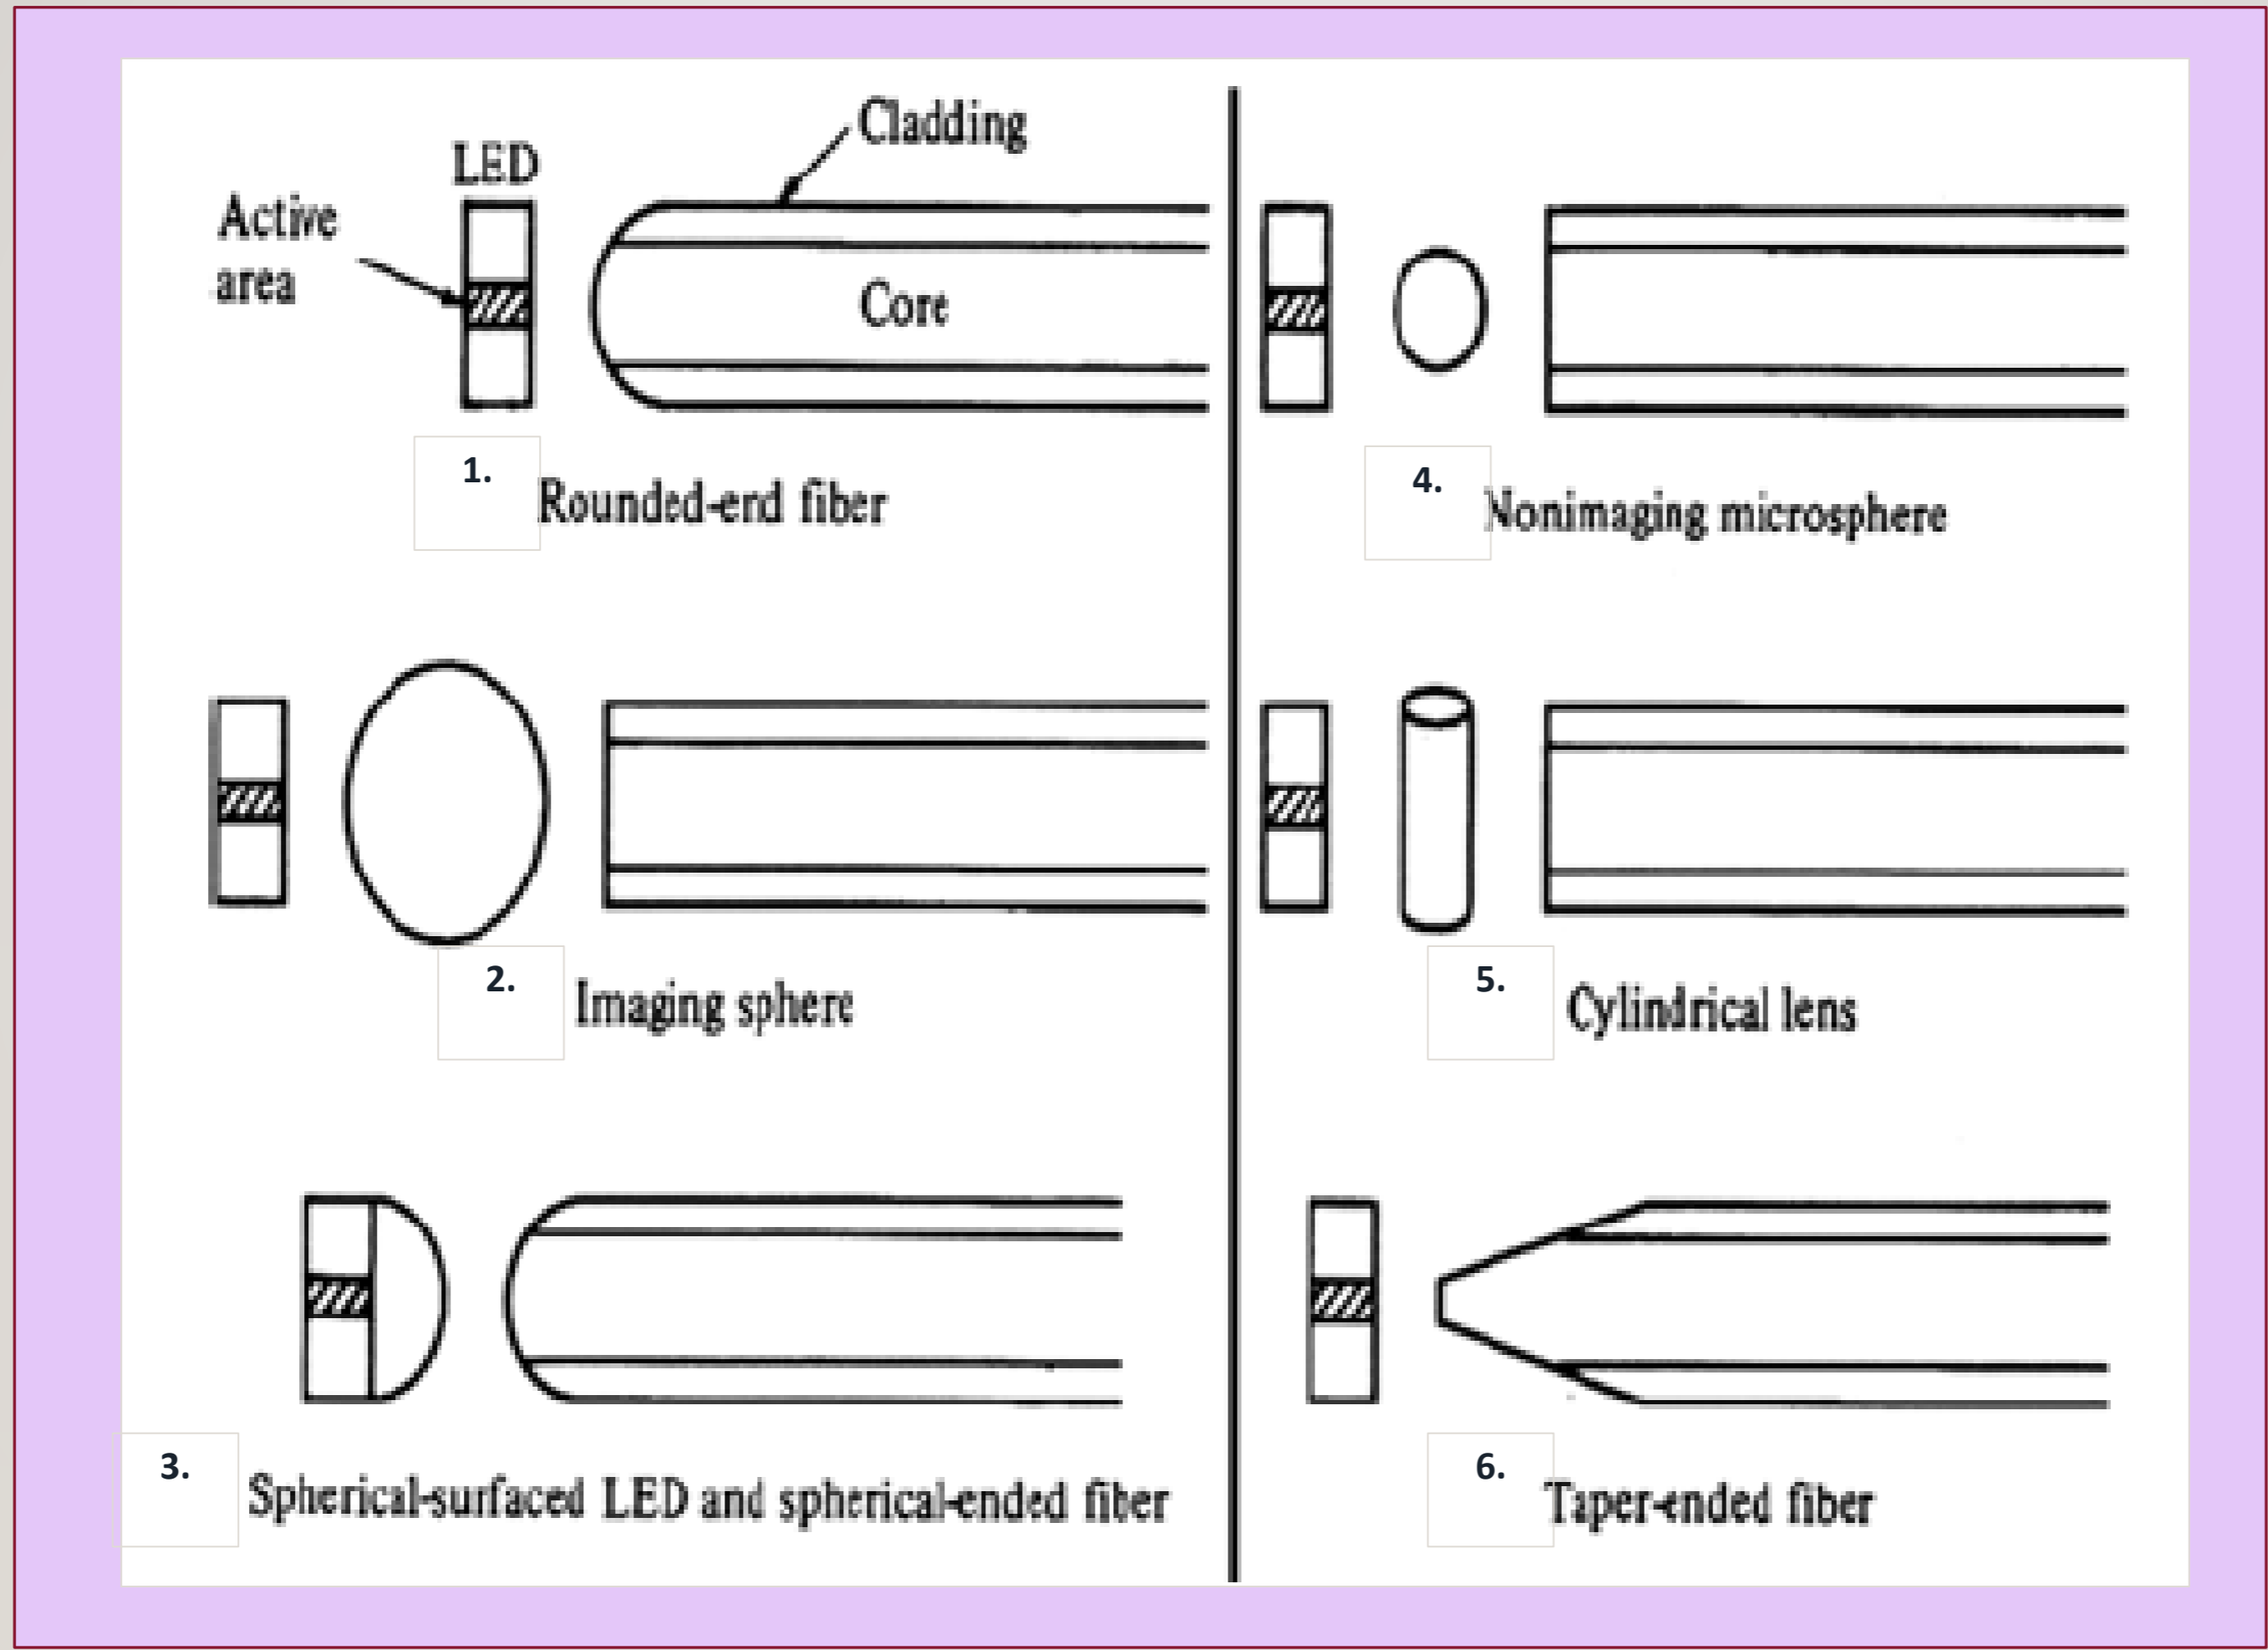 Cladding
LED
Active
area
Core
1. Rounded-end fiber
4. Nonimaging microsphere
2. Imaging sphere
5. Cylindrical lens
3. Spherical-surfaced LED and spherical-ended fiber
6. Taper-ended fiber